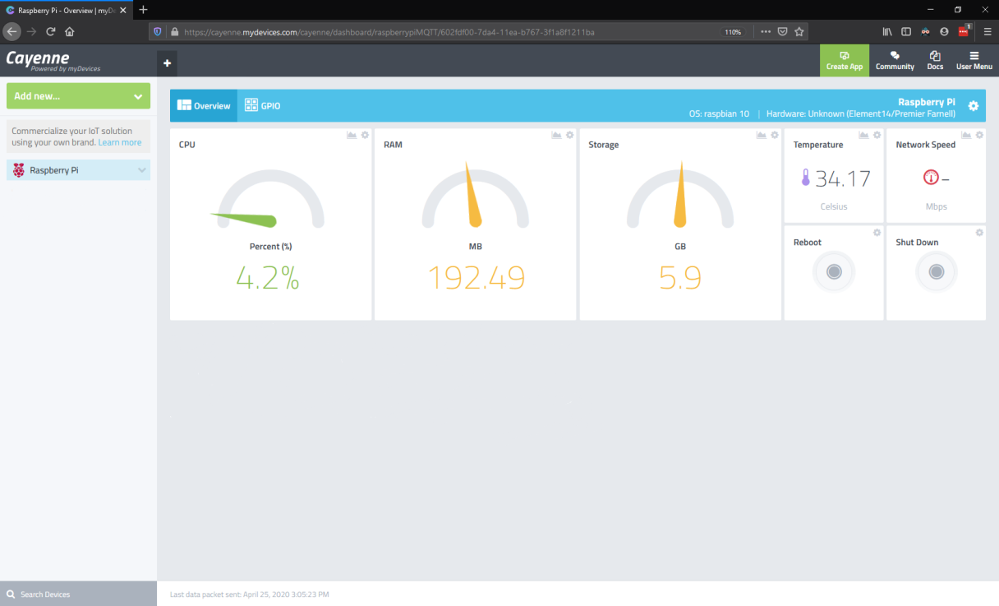 Raspberry Pi - Overview | myDe
https://cayenne.mydevices.com/cayenne/dashboard/raspberrypiMQTT/602fdf00-7da4-11ea-b767-3f1a8f1211ba
110%
1
Cayenne
Powered by myDevices
+
Create App
Community
Docs
User Menu
Add new...
Commercialize your IoT solution
using your own brand. Learn more
Raspberry Pi
Overview
GPIO
Raspberry Pi
OS: raspbian 10 | Hardware: Unknown (Element14/Premier Farnell)
CPU
Percent (%)
4.2%
RAM
MB
192.49
Storage
GB
5.9
Temperature
34.17
Celsius
Network Speed
–
Mbps
Reboot
Shut Down
Search Devices
Last data packet sent: April 25, 2020 3:05:23 PM